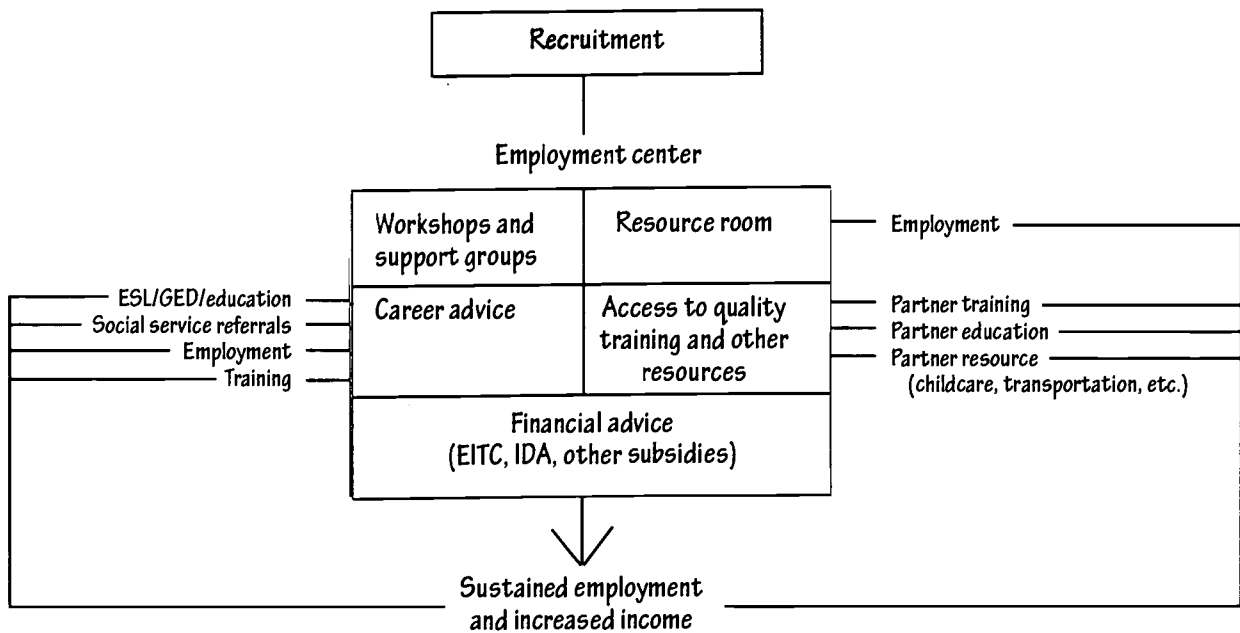 Recruitment
Employment center
Workshops and
support groups
Resource room
Employment
ESL/GED/education
Social service referrals
Employment
Training
Career advice
Access to quality
training and other
resources
Partner training
Partner education
Partner resource
(childcare, transportation, etc.)
Financial advice
(EITC, IDA, other subsidies)
Sustained employment
and increased income